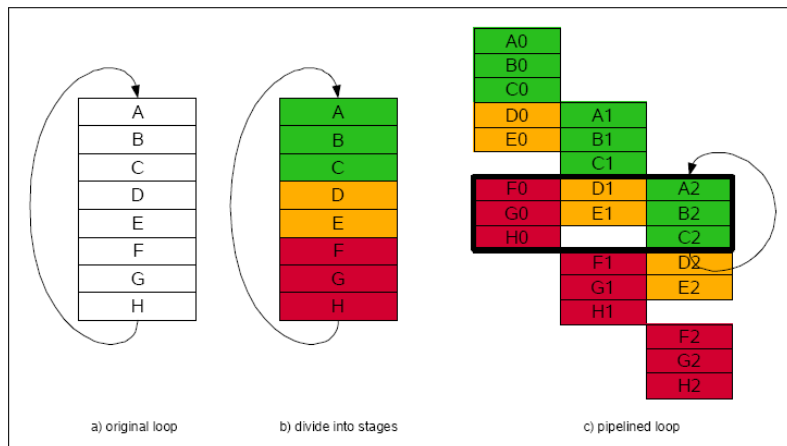 A
B
C
D
E
F
G
H
a) original loop
A
B
C
D
E
F
G
H
b) divide into stages
A0
B0
C0
D0 A1
E0 B1
C1
F0 D1 A2
G0 E1 B2
H0 C2
F1 D2
G1 E2
H1
F2
G2
H2
c) pipelined loop